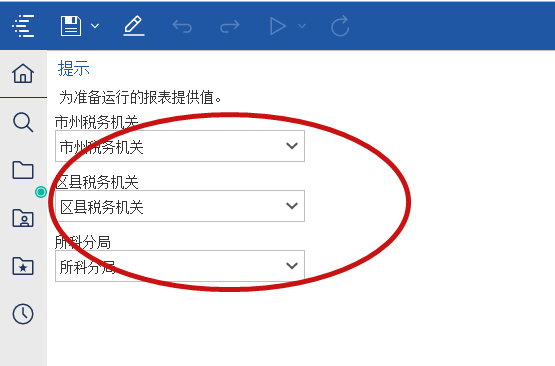 提示
为准备运行的报表提供值。
市州税务机关
市州税务机关
区县税务机关
区县税务机关
所科分局
所科分局